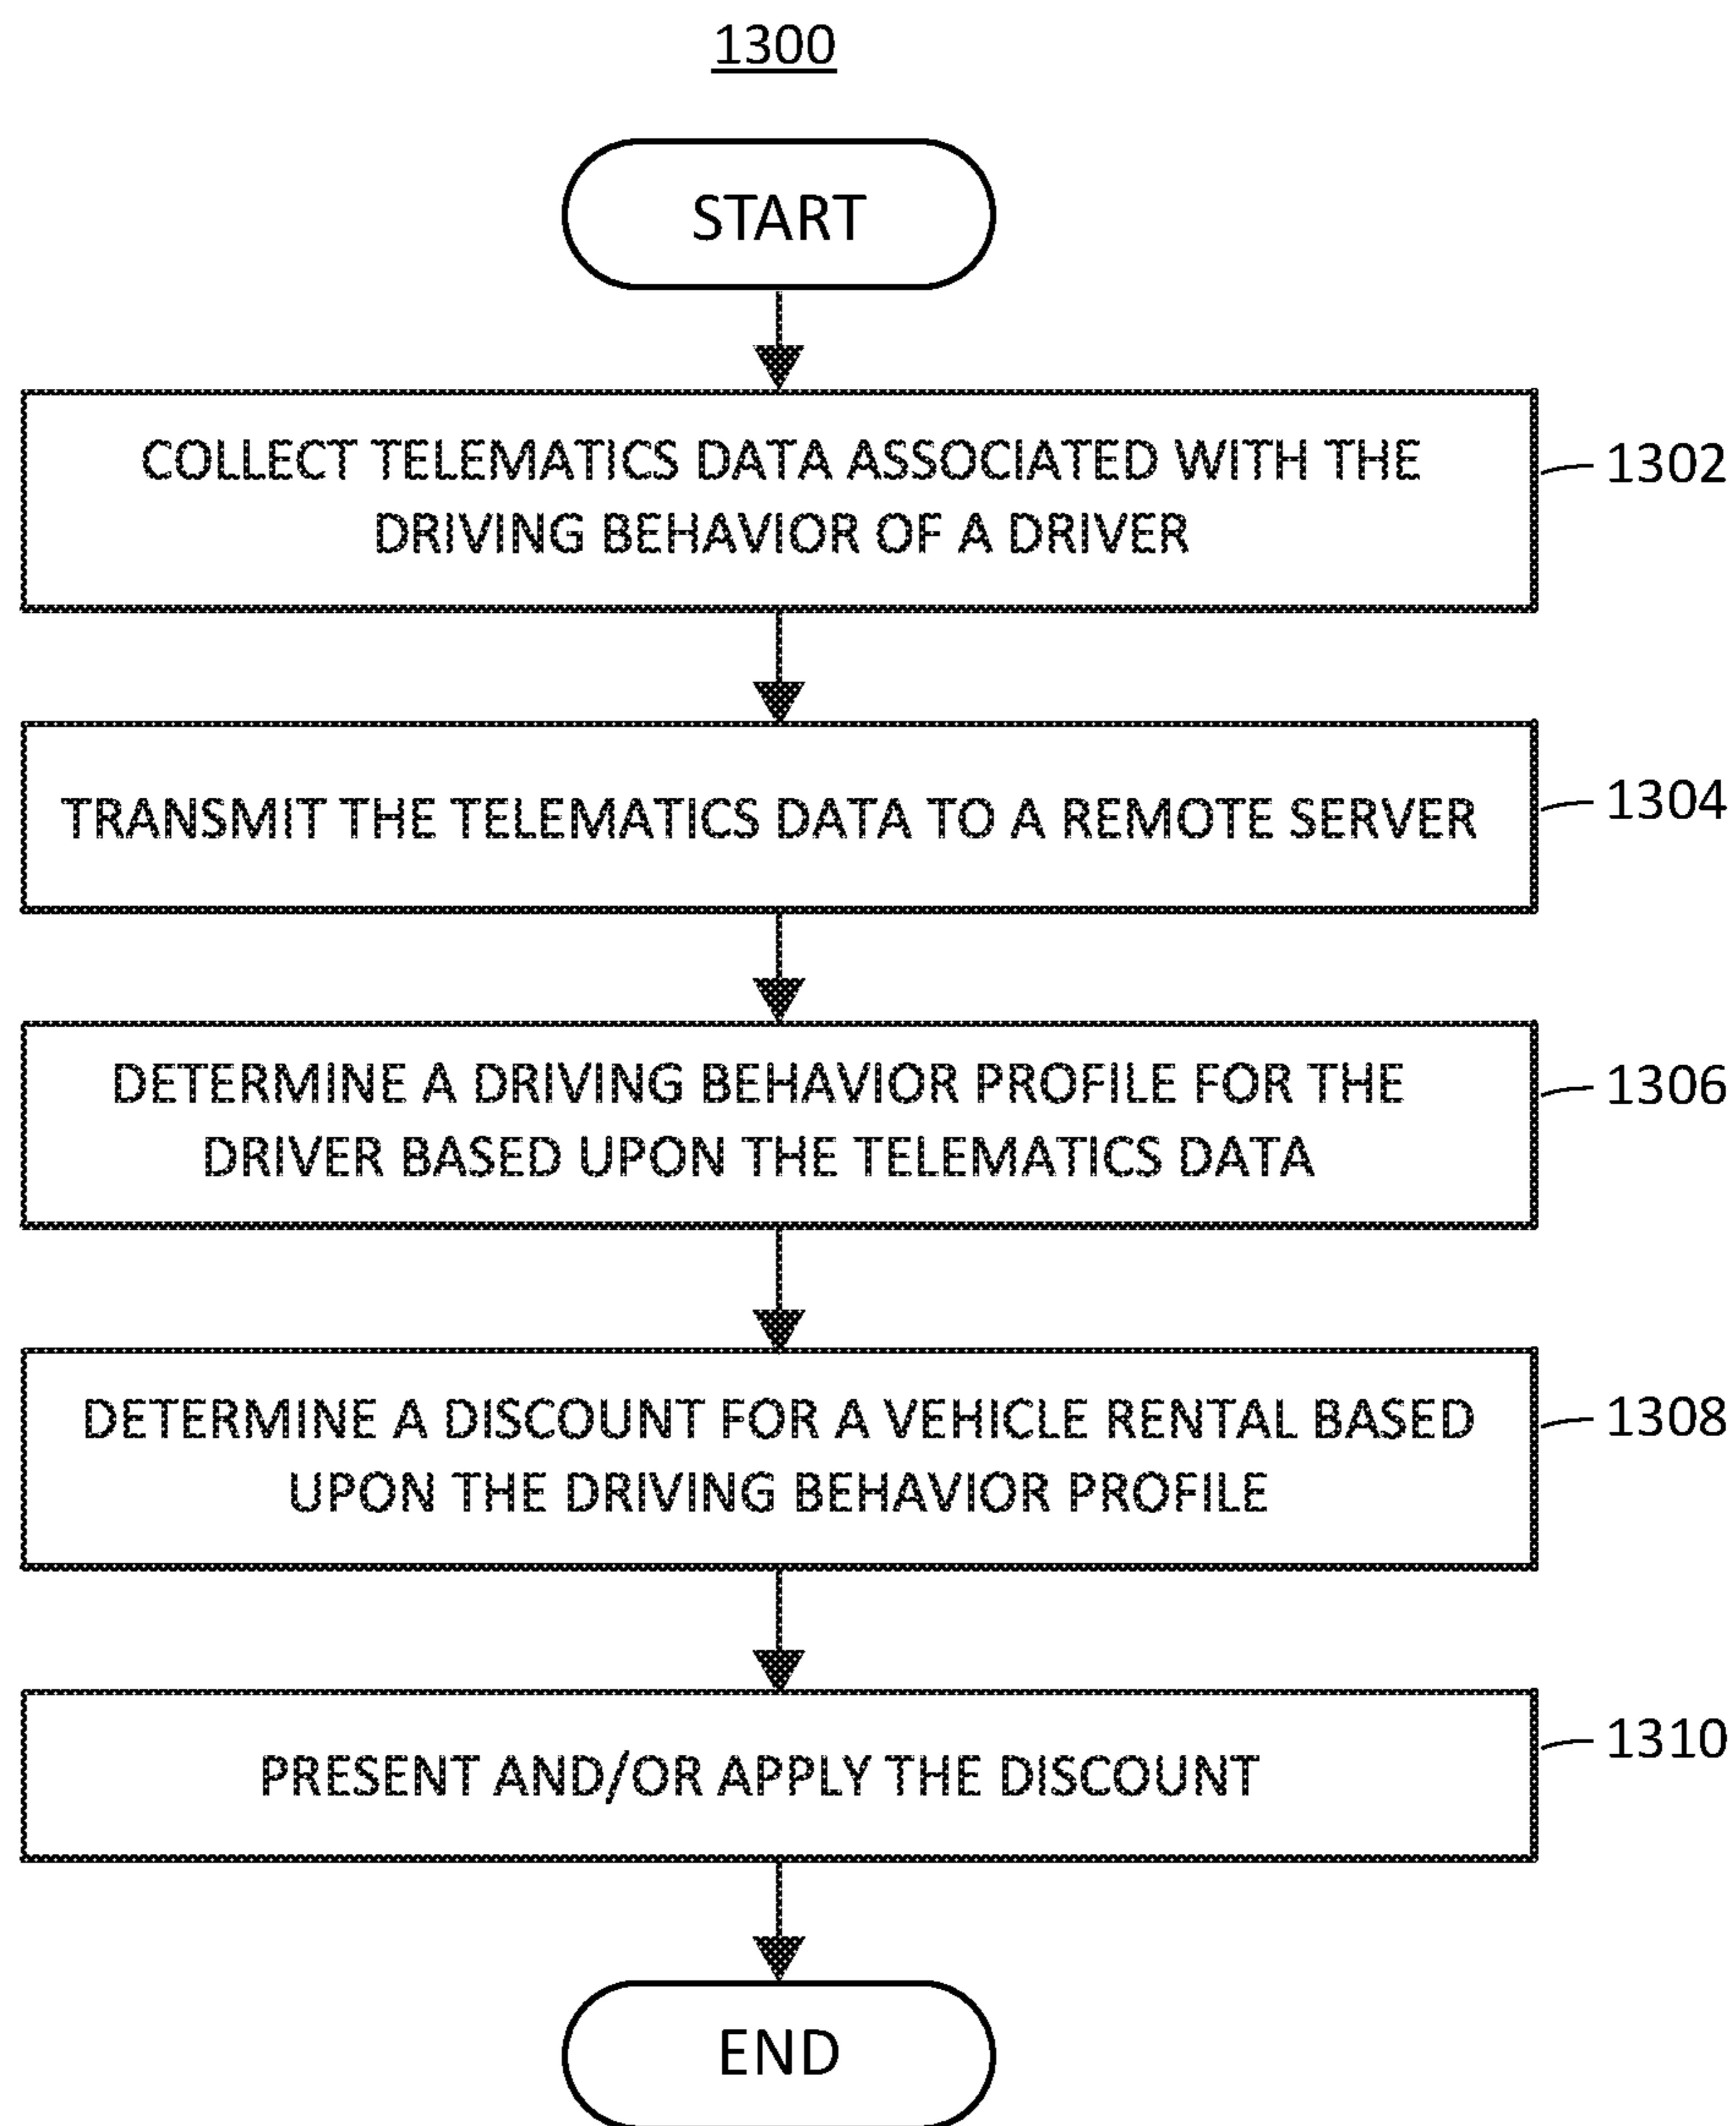 1300
START
COLLECT TELEMATICS DATA ASSOCIATED WITH THE
DRIVING BEHAVIOR OF A DRIVER
1302
TRANSMIT THE TELEMATICS DATA TO A REMOTE SERVER
1304
DETERMINE A DRIVING BEHAVIOR PROFILE FOR THE
DRIVER BASED UPON THE TELEMATICS DATA
1306
DETERMINE A DISCOUNT FOR A VEHICLE RENTAL BASED
UPON THE DRIVING BEHAVIOR PROFILE
1308
PRESENT AND/OR APPLY THE DISCOUNT
1310
END